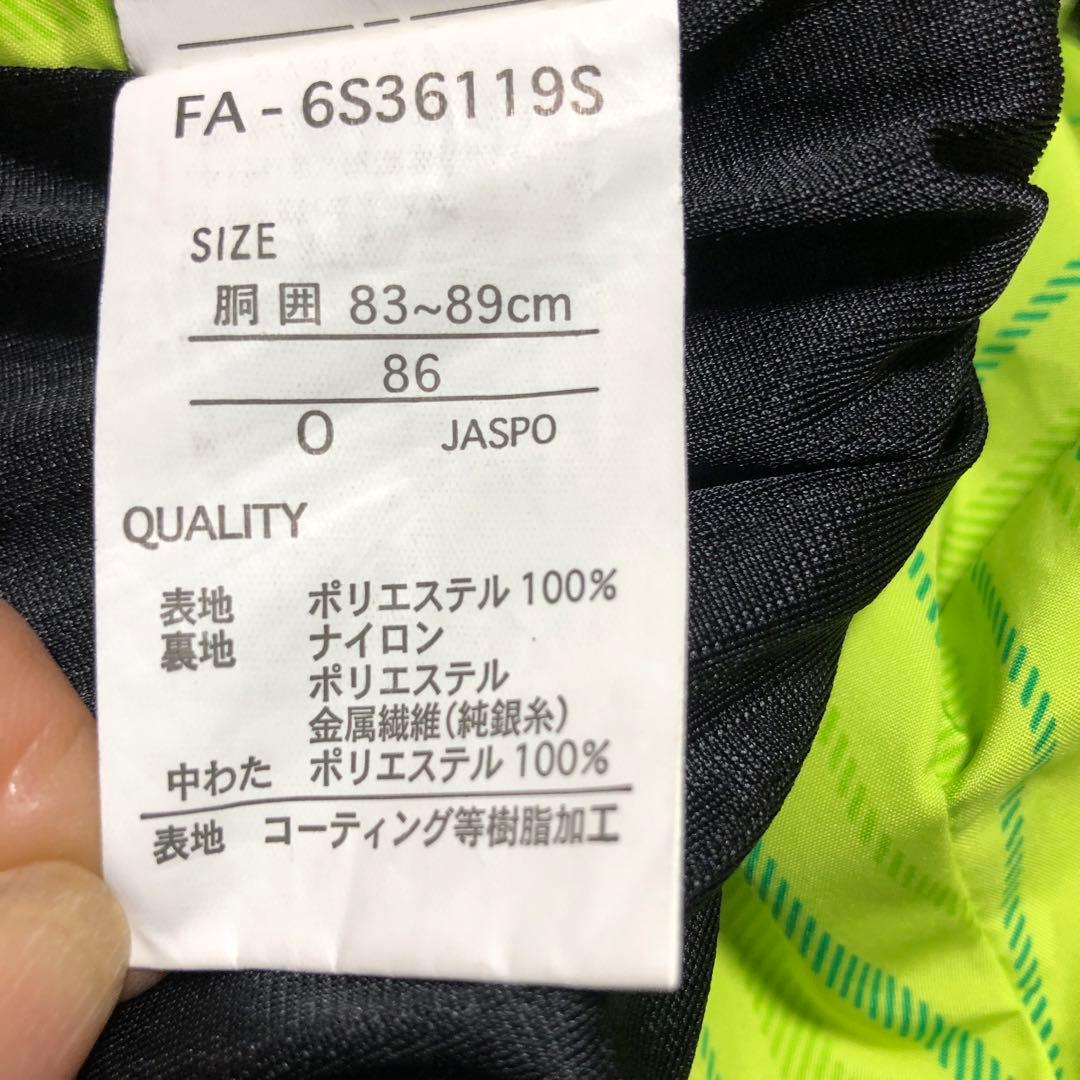 FA - 6S36119S
SIZE
胴囲 83~89cm
86
O JASPO
QUALITY
表地 ポリエステル 100%
裏地 ナイロン
ポリエステル
金属繊維(純銀糸)
中わた ポリエステル 100%
表地 コーティング等樹脂加工